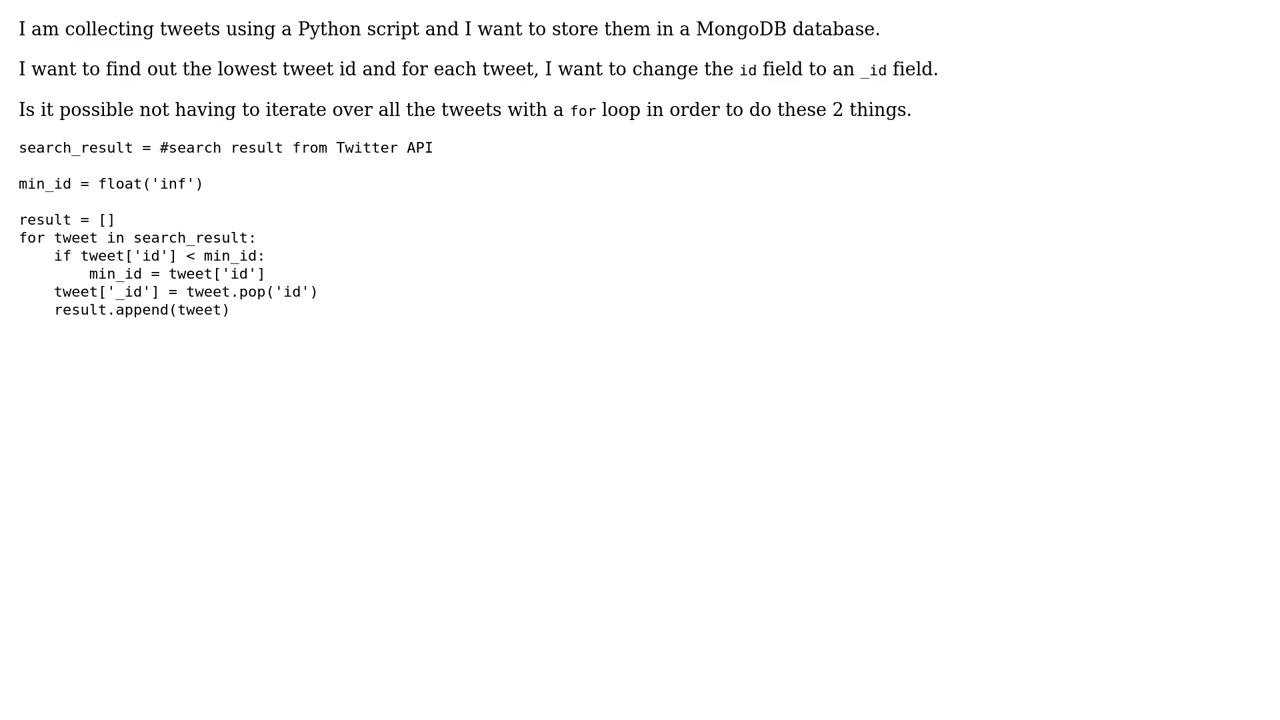 I am collecting tweets using a Python script and I want to store them in a MongoDB database.
I want to find out the lowest tweet id and for each tweet, I want to change the id field to an _id field.
Is it possible not having to iterate over all the tweets with a for loop in order to do these 2 things.
search_result = #search result from Twitter API
min_id = float('inf')
result = []
for tweet in search_result:
    if tweet['id'] < min_id:
        min_id = tweet['id']
    tweet['_id'] = tweet.pop('id')
    result.append(tweet)